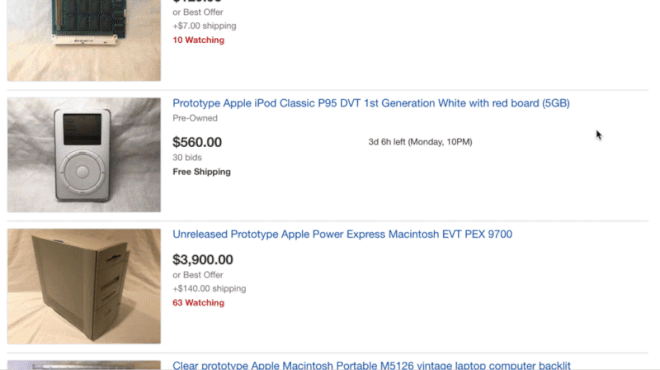 or Best Offer
+$7.00 shipping
10 Watching
Prototype Apple iPod Classic P95 DVT 1st Generation White with red board (5GB)
Pre-Owned
$560.00
3d 6h left (Monday, 10PM)
30 bids
Free Shipping
Unreleased Prototype Apple Power Express Macintosh EVT PEX 9700
$3,900.00
or Best Offer
+$140.00 shipping
63 Watching
Clear prototype Apple Macintosh Portable M5126 vintage laptop computer backlit